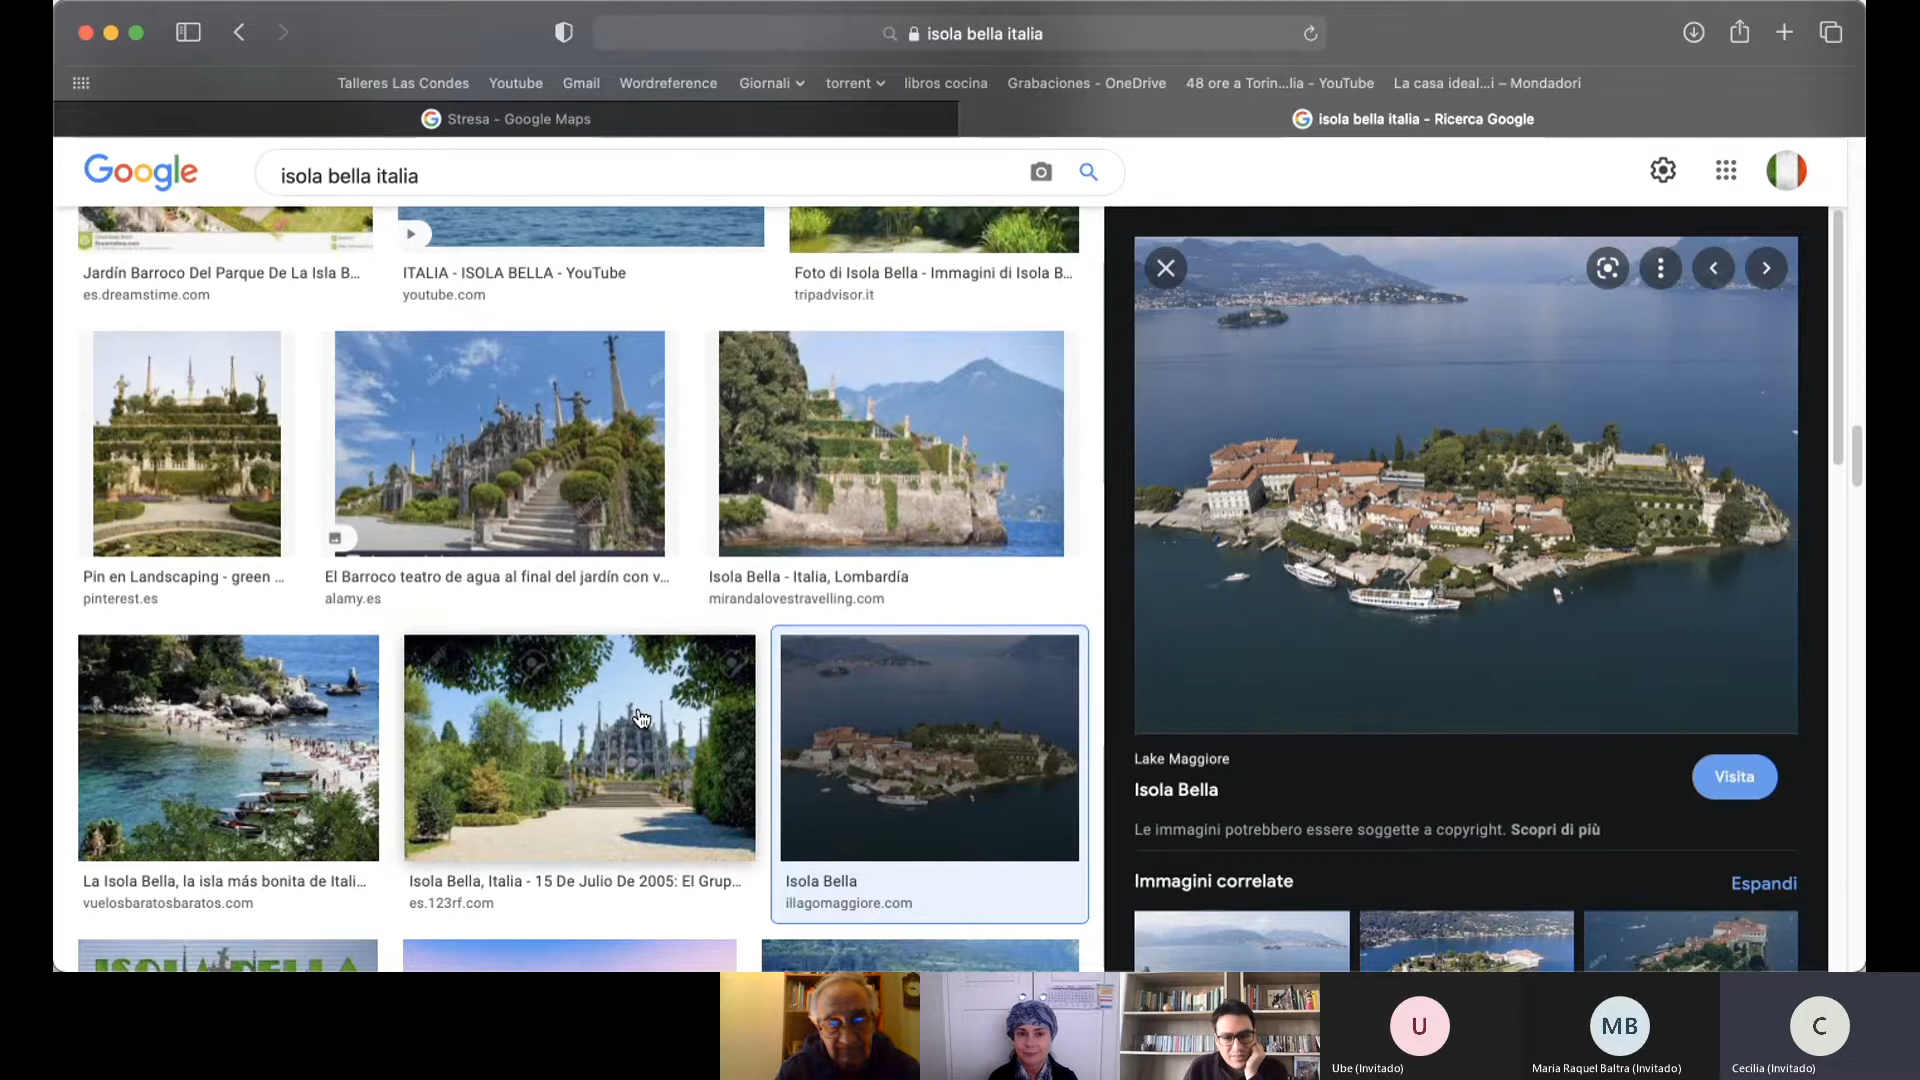 isola bella italia
Talleres Las Condes
Youtube
Gmail
Wordreference
Giornali
torrent
libros cocina
Grabaciones - OneDrive
48 ore a Torin...lia - YouTube
La casa ideal...i – Mondadori
Stresa - Google Maps
isola bella italia - Ricerca Google
Google
isola bella italia
Jardín Barroco Del Parque De La Isla B...
es.dreamstime.com
ITALIA - ISOLA BELLA - YouTube
youtube.com
Foto di Isola Bella - Immagini di Isola B...
tripadvisor.it
Pin en Landscaping - green ...
pinterest.es
El Barroco teatro de agua al final del jardín con v...
alamy.es
Isola Bella - Italia, Lombardía
mirandalovestravelling.com
La Isola Bella, la isla más bonita de Itali...
vuelosbaratosbaratos.com
Isola Bella, Italia - 15 De Julio De 2005: El Grup...
es.123rf.com
Isola Bella
illagomaggiore.com
ISOLA BELLA
Lake Maggiore
Isola Bella
Visita
Le immagini potrebbero essere soggette a copyright. Scopri di più
Immagini correlate
Espandi
U
MB
C
Ube (Invitado)
Maria Raquel Baltra (Invitado)
Cecilia (Invitado)